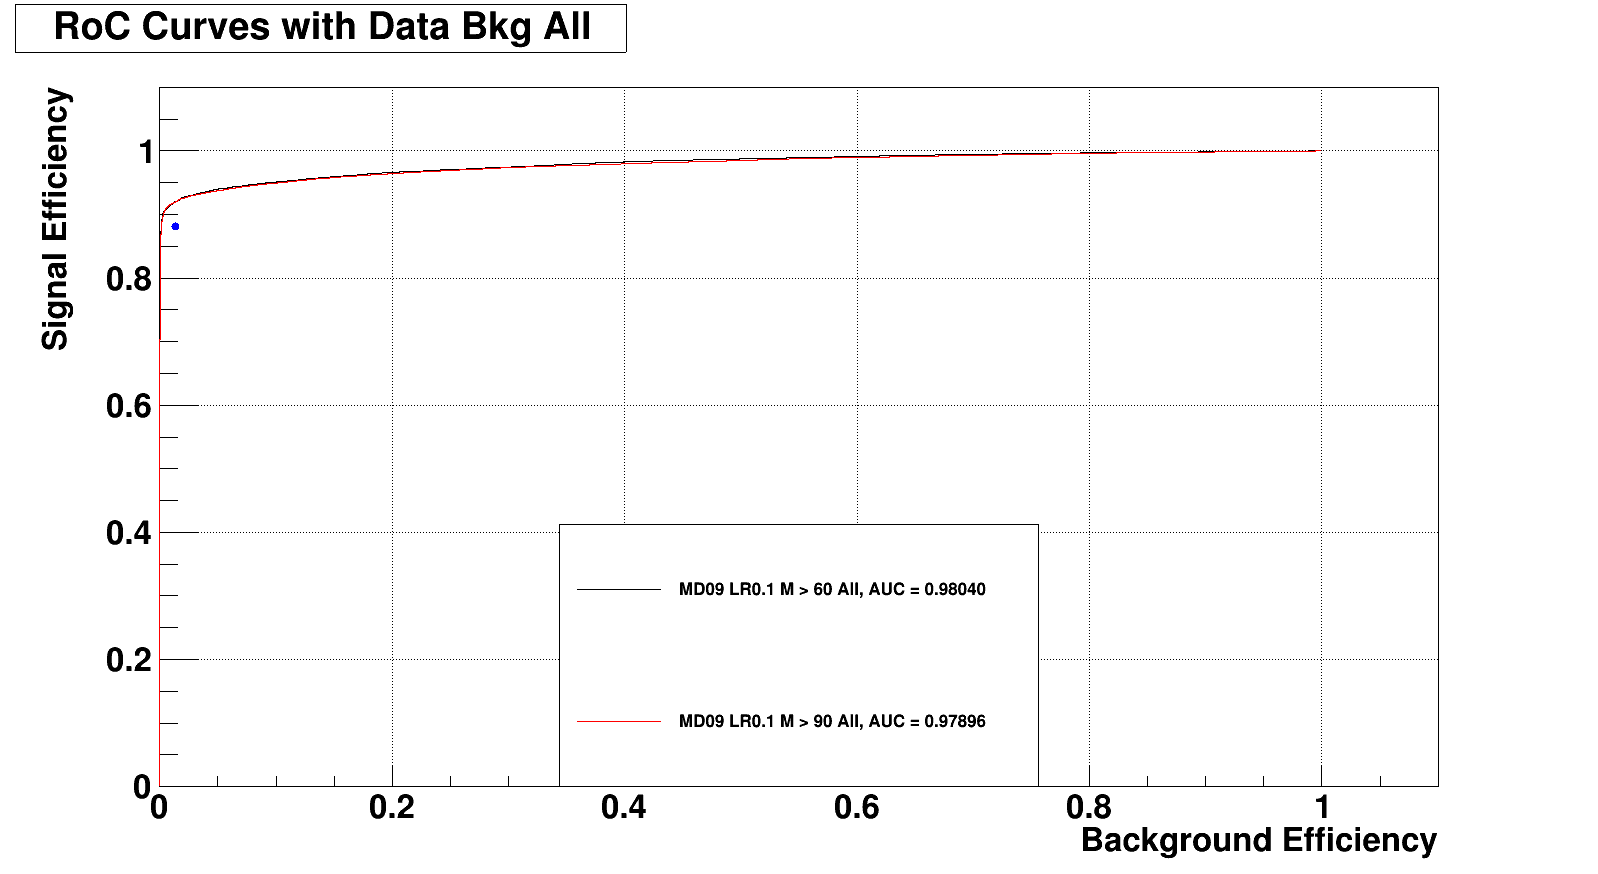 RoC Curves with Data Bkg All
Signal Efficiency
1
0.8
0.6
0.4
0.2
0
MD09 LR0.1 M > 60 All, AUC = 0.98040
MD09 LR0.1 M > 90 All, AUC = 0.97896
0 0.2 0.4 0.6 0.8 1
Background Efficiency